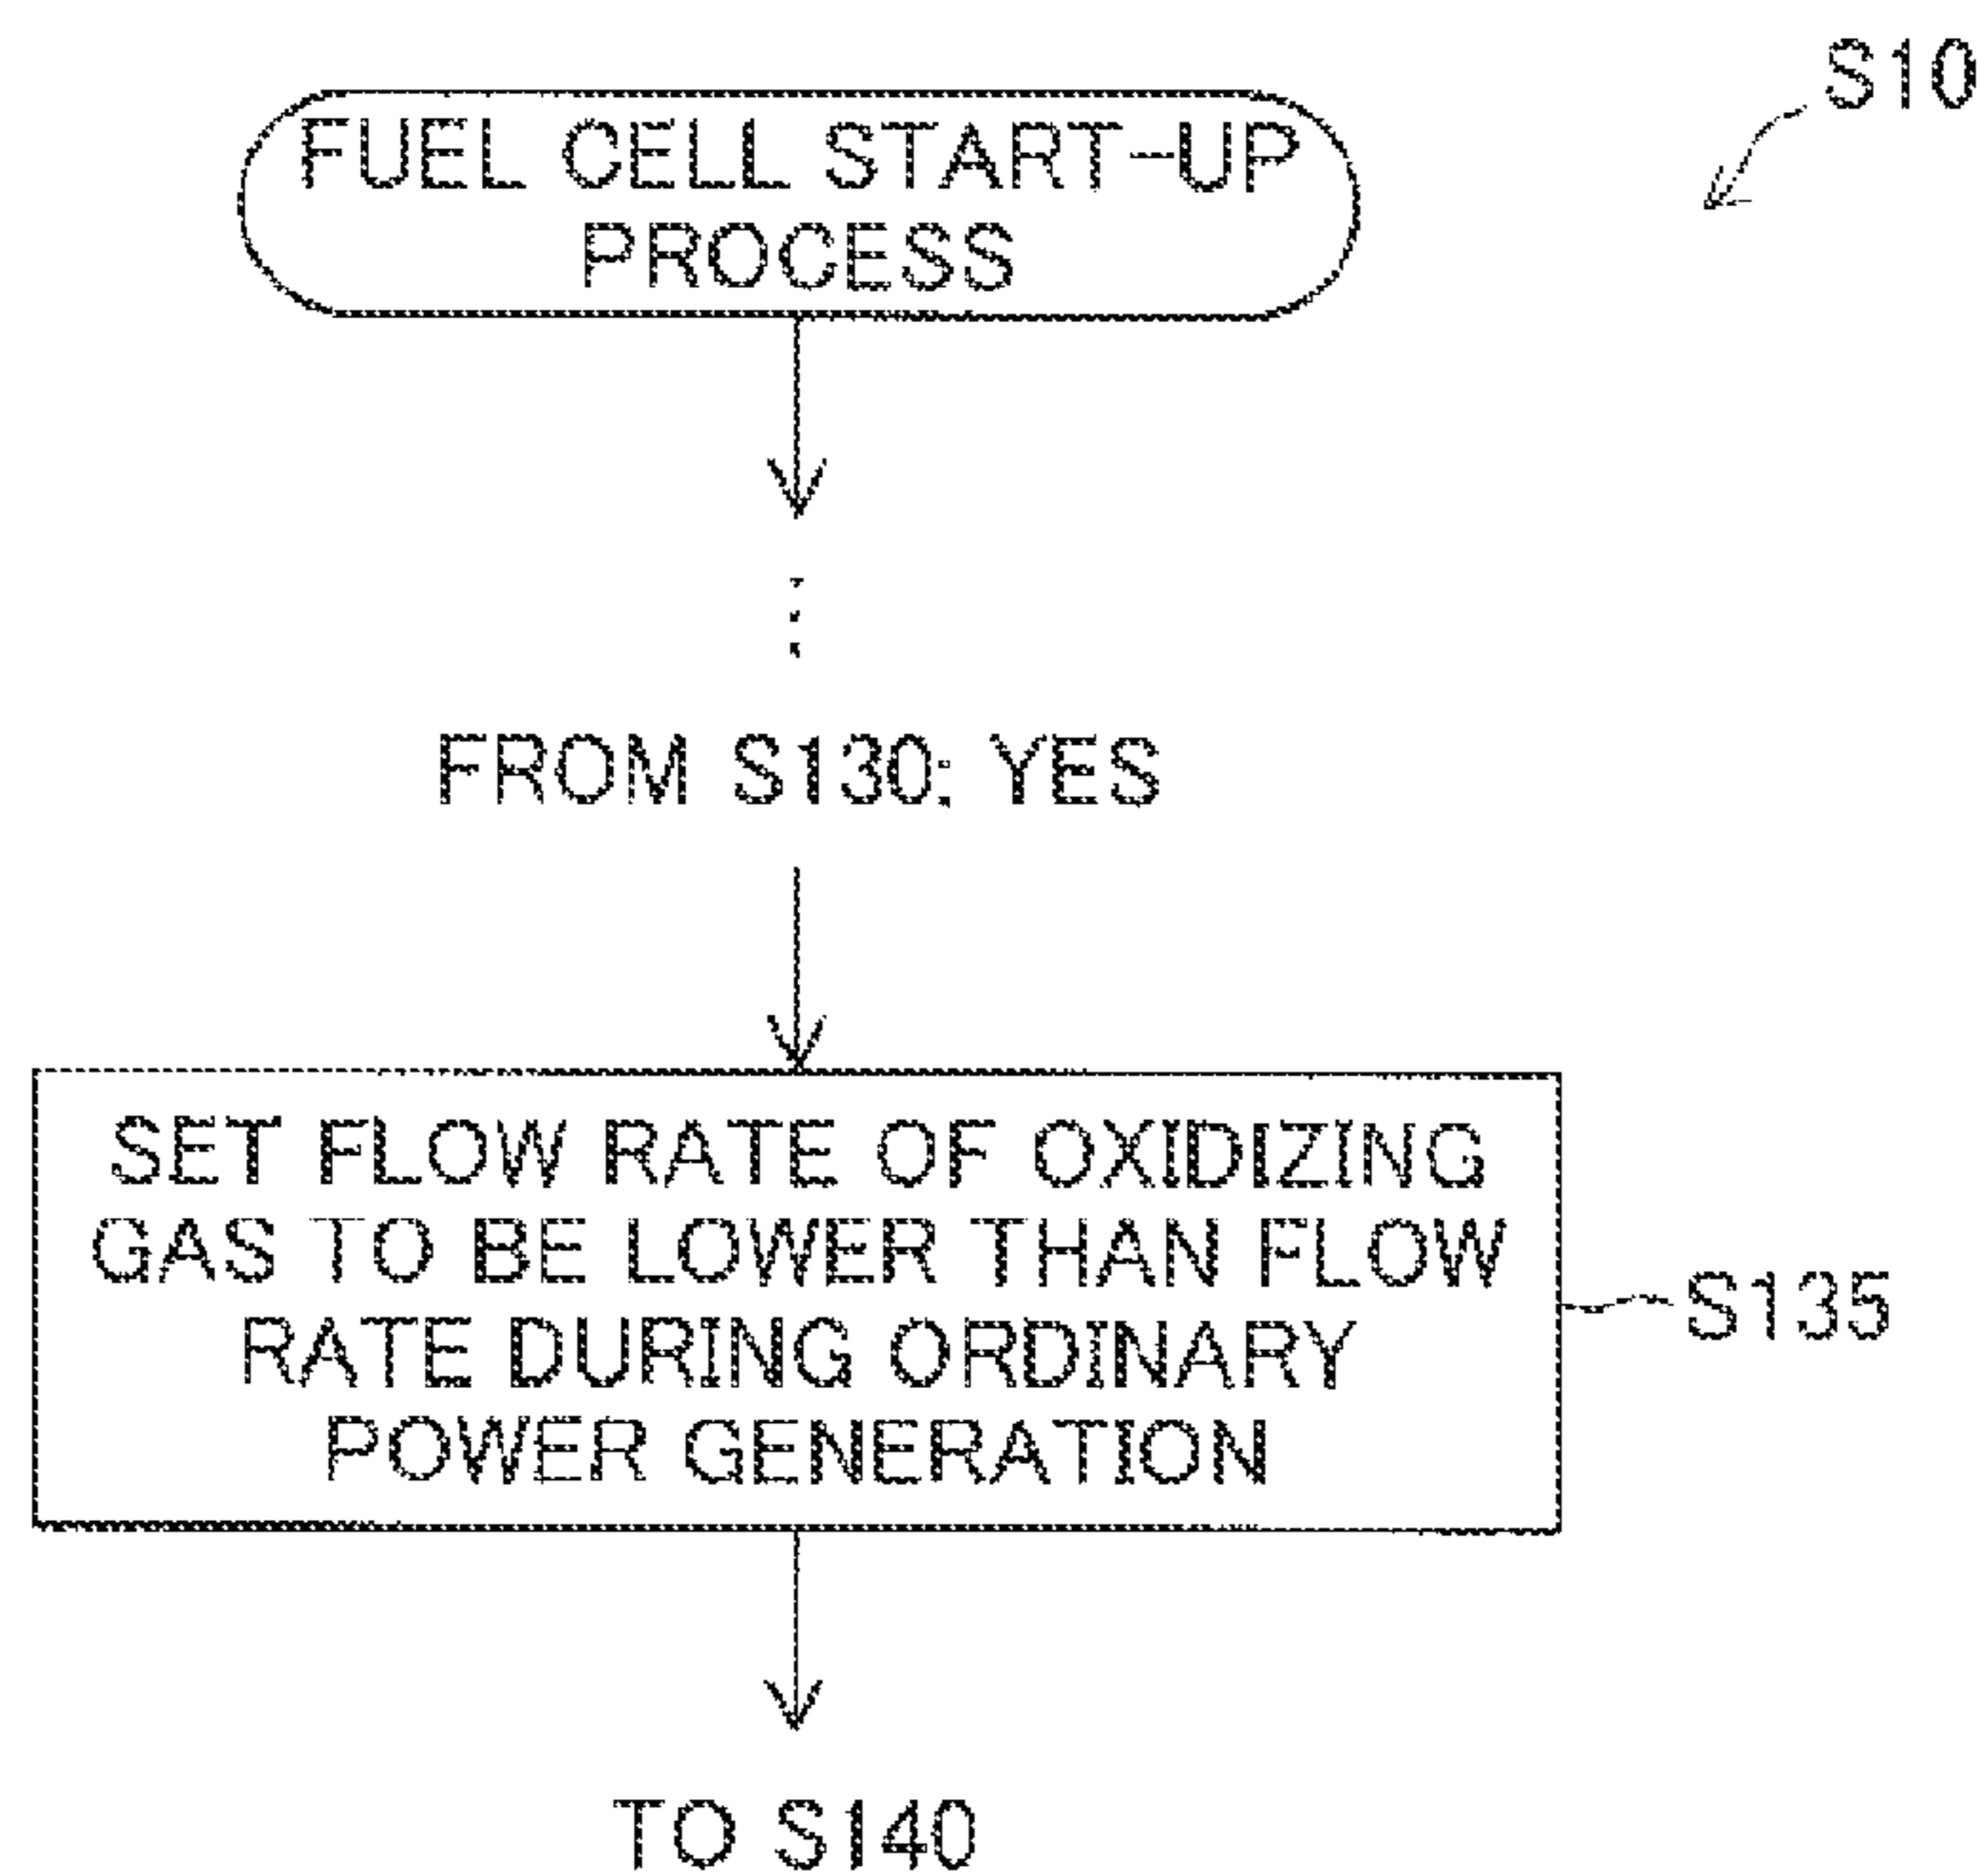 S10
FUEL CELL START-UP
PROCESS
FROM S130: YES
SET FLOW RATE OF OXIDIZING
GAS TO BE LOWER THAN FLOW
RATE DURING ORDINARY
POWER GENERATION
S135
TO S140